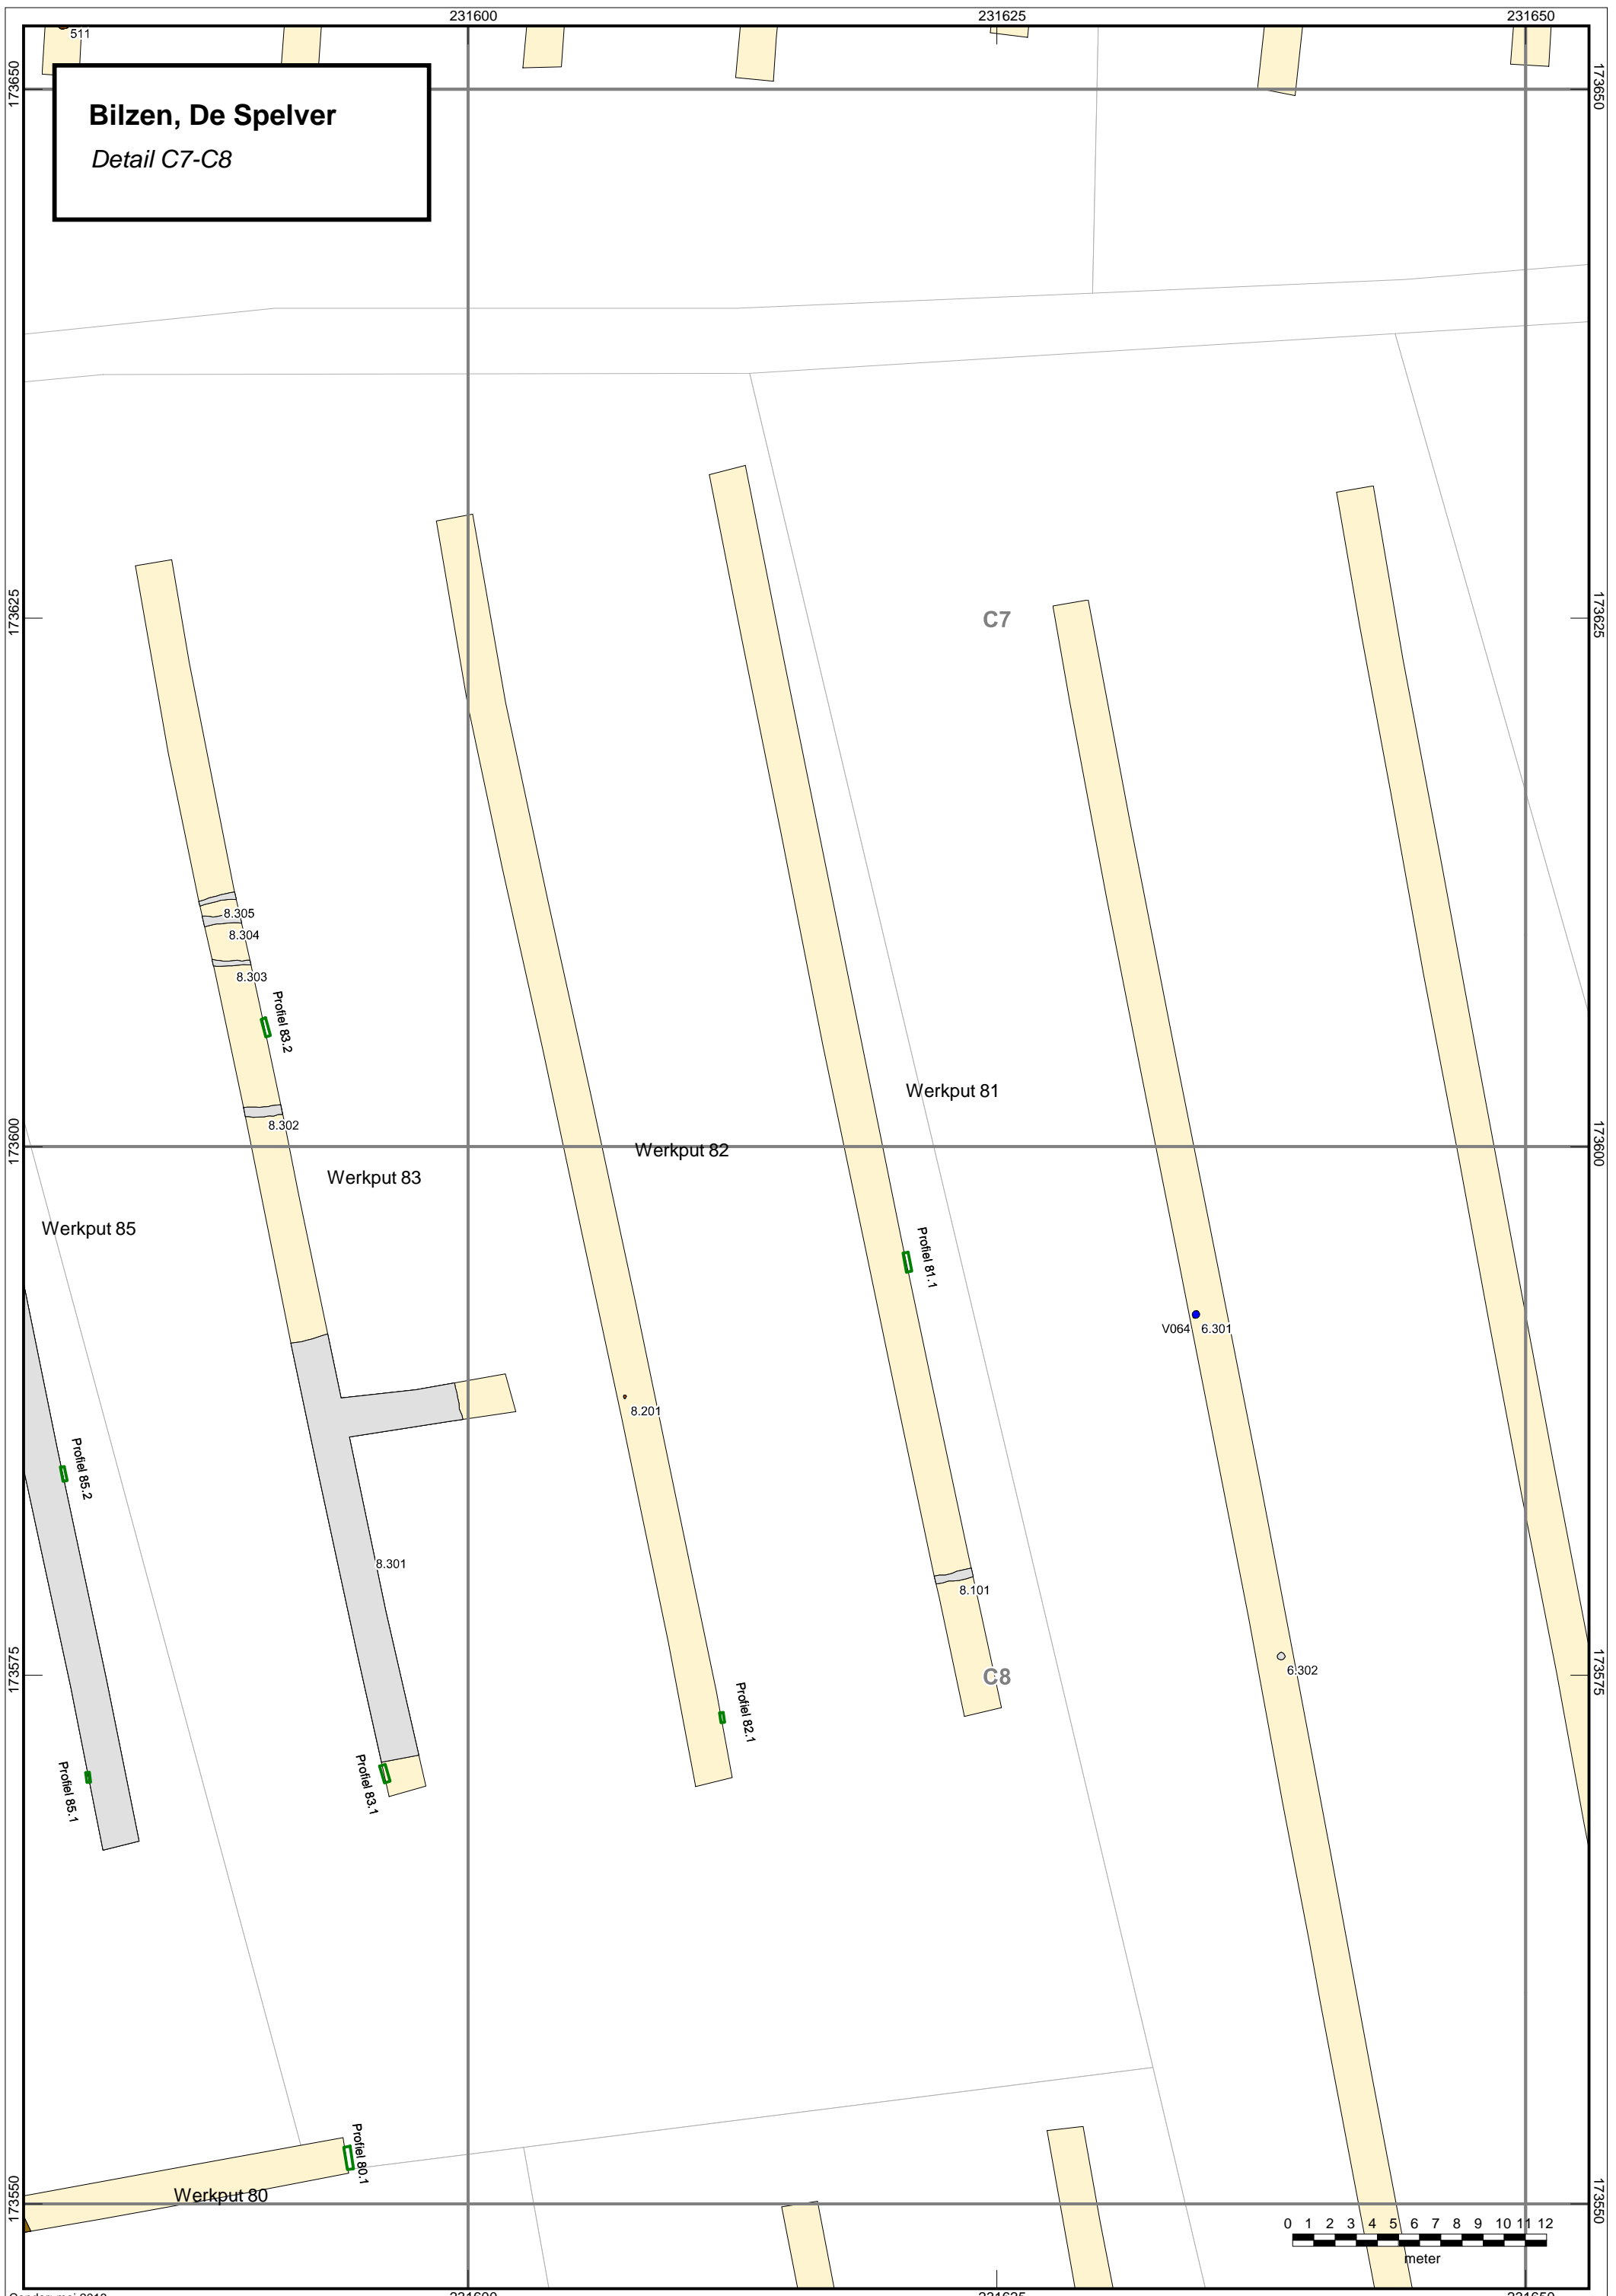 231600
231625
231650
511
173650
173650
Bilzen, De Spelver
Detail C7-C8
173625
C7
173625
8.305
8.304
8.303
Profiel 83.2
Werkput 81
8.302
173600
Werkput 82
173600
Werkput 83
Werkput 85
Profiel 81.1
V064
6.301
8.201
Profiel 85.2
8.301
8.101
173575
C8
6.302
173575
Profiel 82.1
Profiel 85.1
Profiel 83.1
Profiel 80.1
Werkput 80
173550
173550
0 1 2 3 4 5 6 7 8 9 10 11 12
meter
231600
231625
231650